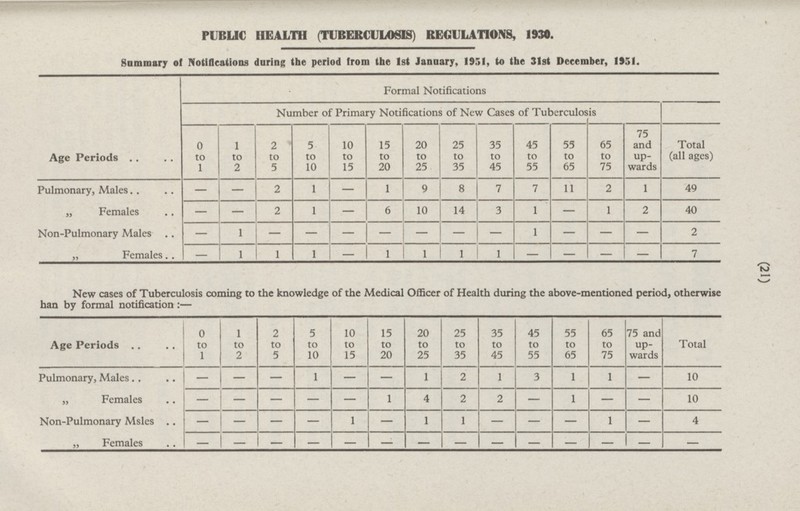 PUBLIC HEALTH (TUBERCULOSIS) REGULATIONS, 1930.
Summary of Notifications during the period from the 1st January, 1951, to the 31st December, 1951.
Formal Notifications
Number of Primary Notifications of New Cases of Tuberculosis
Age Periods .. .. 0 to 1 1 to 2 2 to 5 5 to 10 10 to 15 15 to 20 20 to 25 25 to 35 35 to 45 45 to 55 55 to 65 65 to 75 75 and up- wards Total (all ages)
Pulmonary, Males .. .. — — 2 1 — 1 9 8 7 7 11 2 1 49
„ Females .. — — 2 1 — 6 10 14 3 1 — 1 2 40
Non-Pulmonary Males .. — 1 — — — — — — — 1 — — — 2
„ Females .. — 1 1 1 — 1 1 1 1 — — — — 7
New cases of Tuberculosis coming to the knowledge of the Medical Officer of Health during the above-mentioned period, otherwise
han by formal notification :—
Age Periods .. .. 0 to 1 1 to 2 2 to 5 5 to 10 10 to 15 15 to 20 20 to 25 25 to 35 35 to 45 45 to 55 55 to 65 65 to 75 75 and up- wards Total
Pulmonary, Males .. .. — — — 1 — — 1 2 1 3 1 1 — 10
„ Females .. — — — — — 1 4 2 2 — 1 — — 10
Non-Pulmonary Msles .. — — — — 1 — 1 1 — — — 1 — 4
„ Females .. — — — — — — — — — — — — — —
(21)